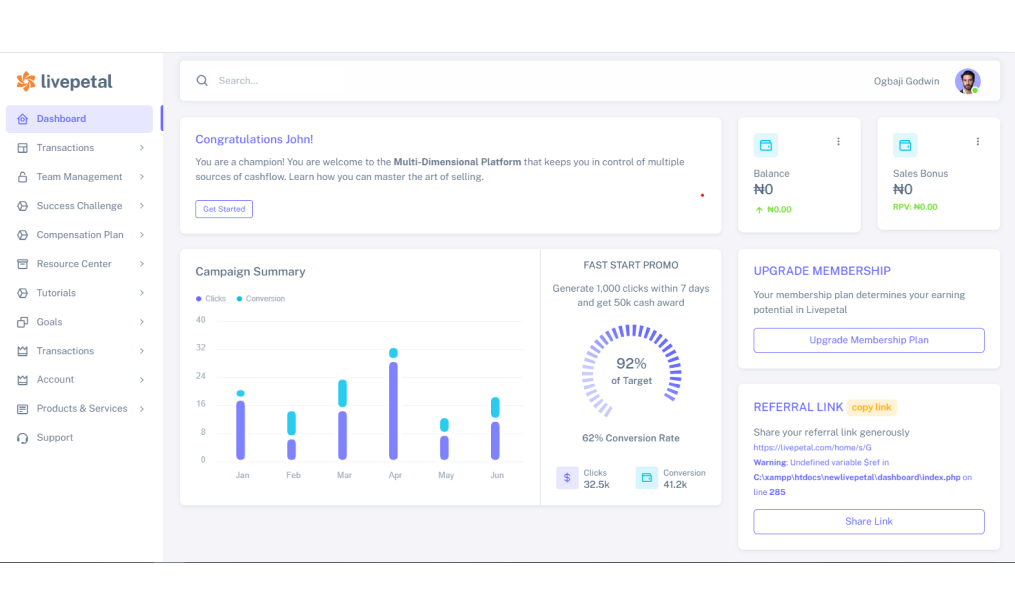 livepetal
Dashboard
Transactions
Team Management
Success Challenge
Compensation Plan
Resource Center
Tutorials
Goals
Transactions
Account
Products & Services
Support
Search...
Ogbaji Godwin
Congratulations John!
You are a champion! You are welcome to the Multi-Dimensional Platform that keeps you in control of multiple
sources of cashflow. Learn how you can master the art of selling.
Get Started
Balance
₦0
₦0.00
Sales Bonus
₦0
RPV: ₦0.00
Campaign Summary
Clicks Conversion
40
32
24
16
8
0
Jan Feb Mar Apr May Jun
FAST START PROMO
Generate 1,000 clicks within 7 days
and get 50k cash award
92%
of Target
62% Conversion Rate
Clicks
32.5k
Conversion
41.2k
UPGRADE MEMBERSHIP
Your membership plan determines your earning
potential in Livepetal
Upgrade Membership Plan
REFERRAL LINK copy link
Share your referral link generously
https://livepetal.com/home/s/G
Warning: Undefined variable $ref in
C:\xampp\htdocs\newlivepetal\dashboard\index.php on
line 285
Share Link